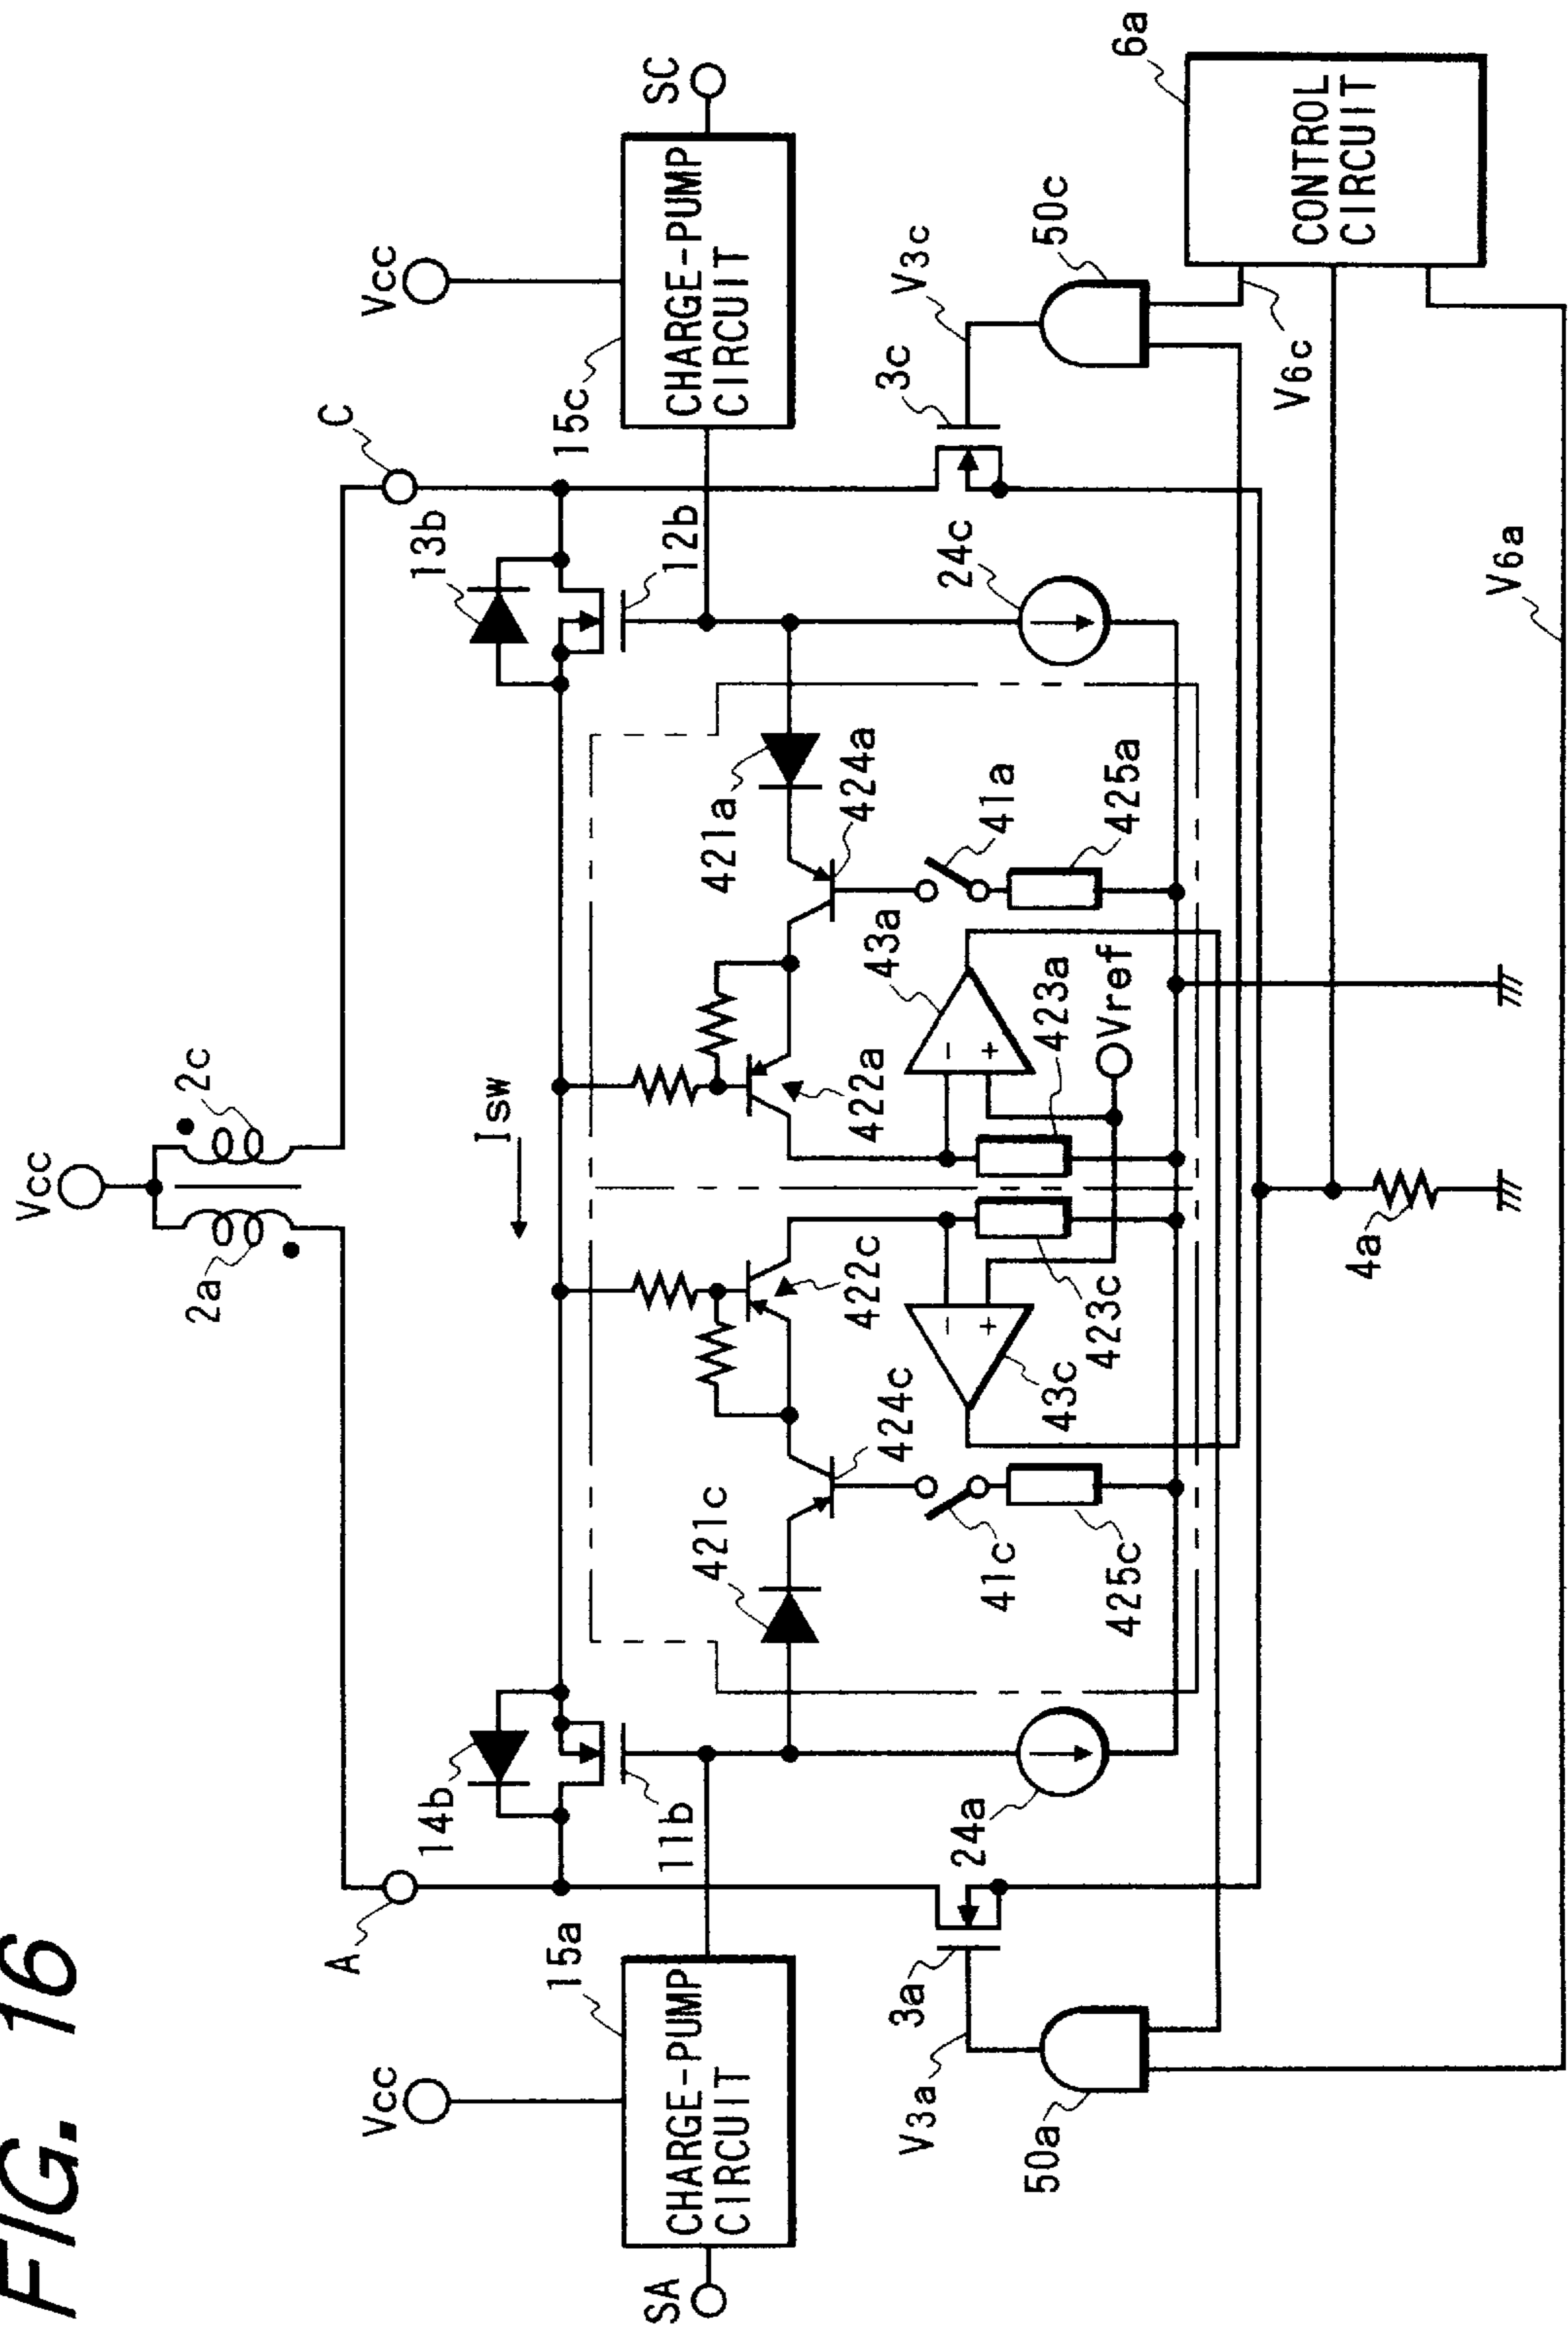 FIG. 16
Vcc
2a
2c
A
C
Vcc
Vcc
14b
Isw
13b
15a
15c
SA
CHARGE-PUMP
CIRCUIT
11b
12b
CHARGE-PUMP
CIRCUIT
SC
421c
421a
424c
422c
422a
424a
V3a
3a
24a
41c
43c
43a
41a
24c
3c
V3c
50a
425c
423c
423a
Vref
425a
50c
6a
CONTROL
CIRCUIT
V6c
4a
V6a